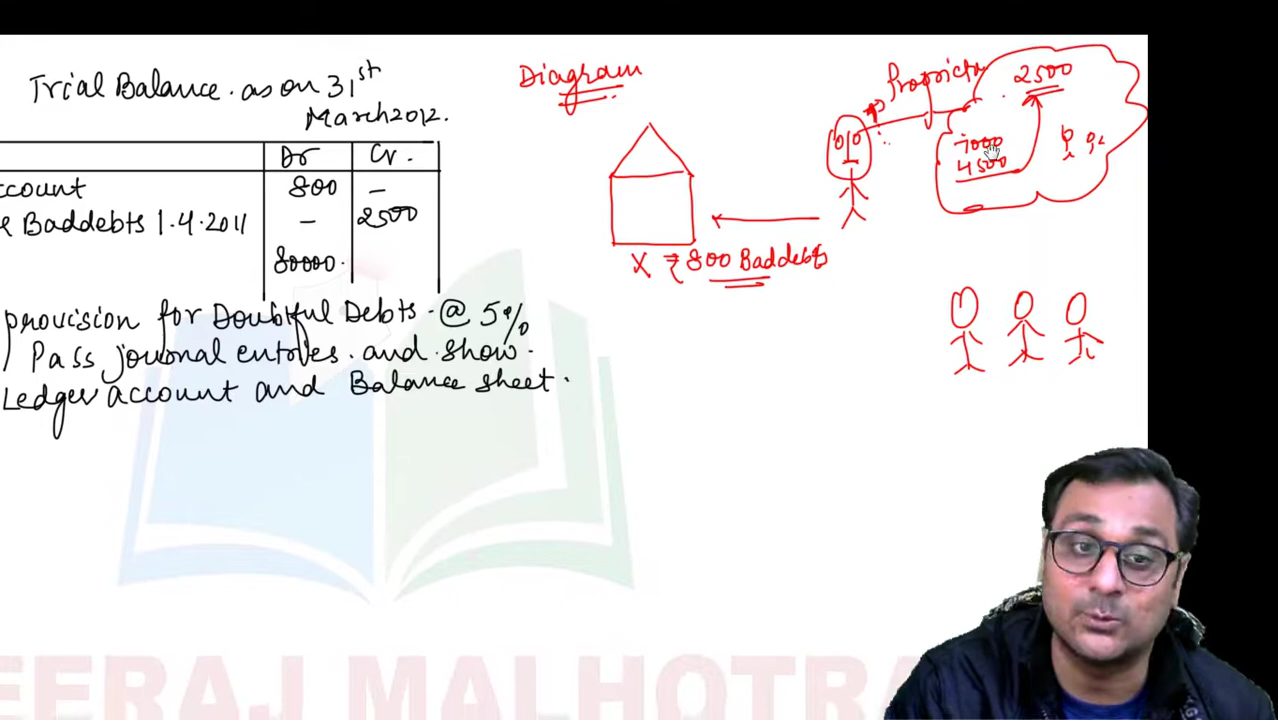 Trial Balance. as on 31st
March 2012.
Dr Cr.
ccount 800 –
e Baddebts 1.4.2011 – 2500
80000.
provision for Doubtful Debts. @ 5%
Pass journal entries. and show.
Ledger account and Balance sheet.
Diagram
X ₹800 Baddebts
2500
7000
4500
EERAJ MALHOTRA